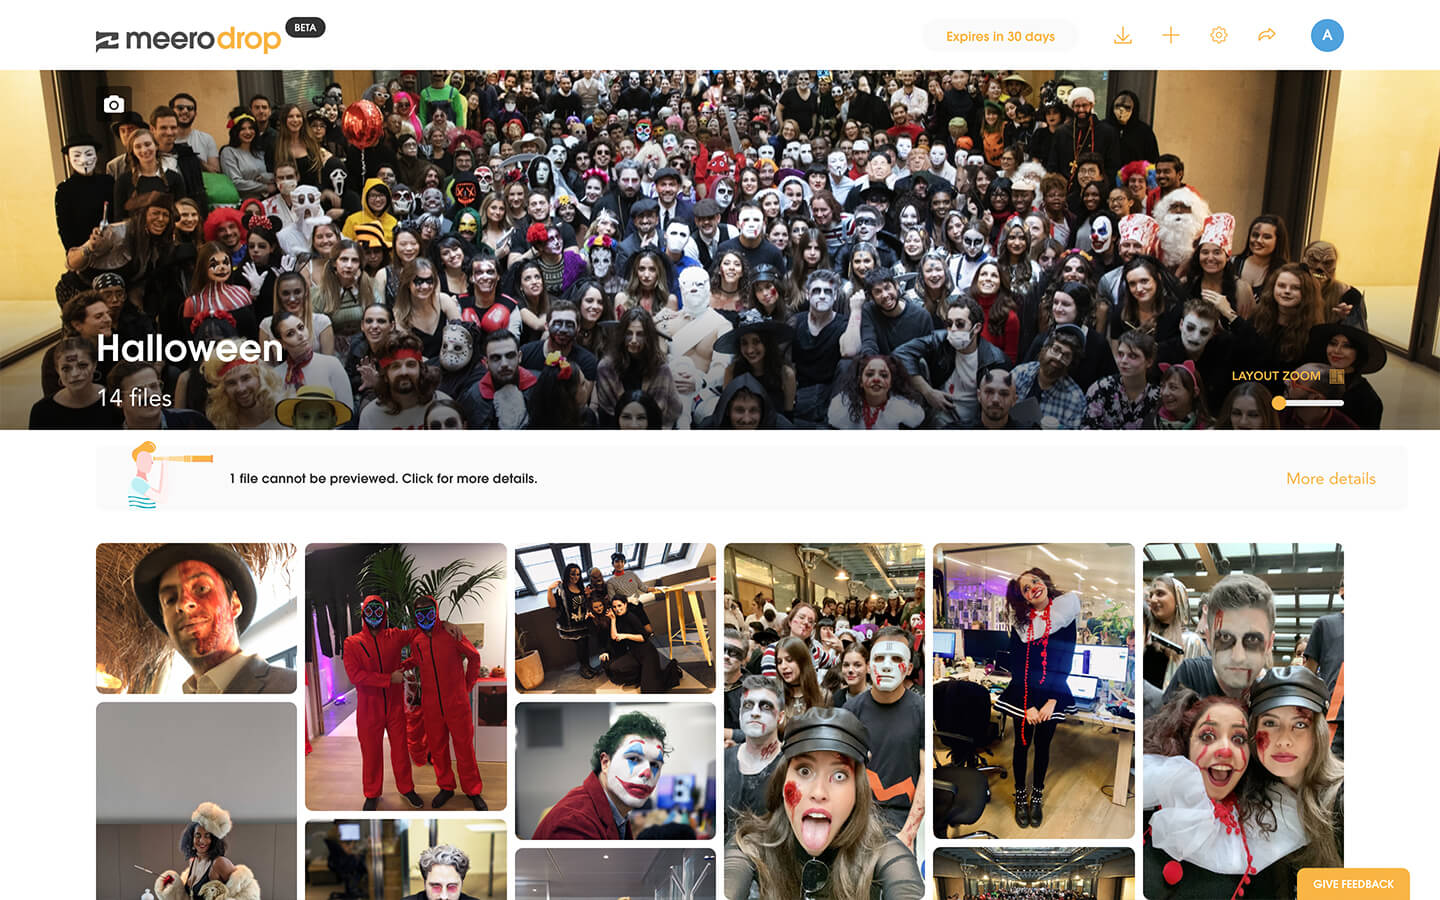 meerodrop BETA
Expires in 30 days
A
Halloween
14 files
LAYOUT ZOOM
1 file cannot be previewed. Click for more details.
More details
GIVE FEEDBACK